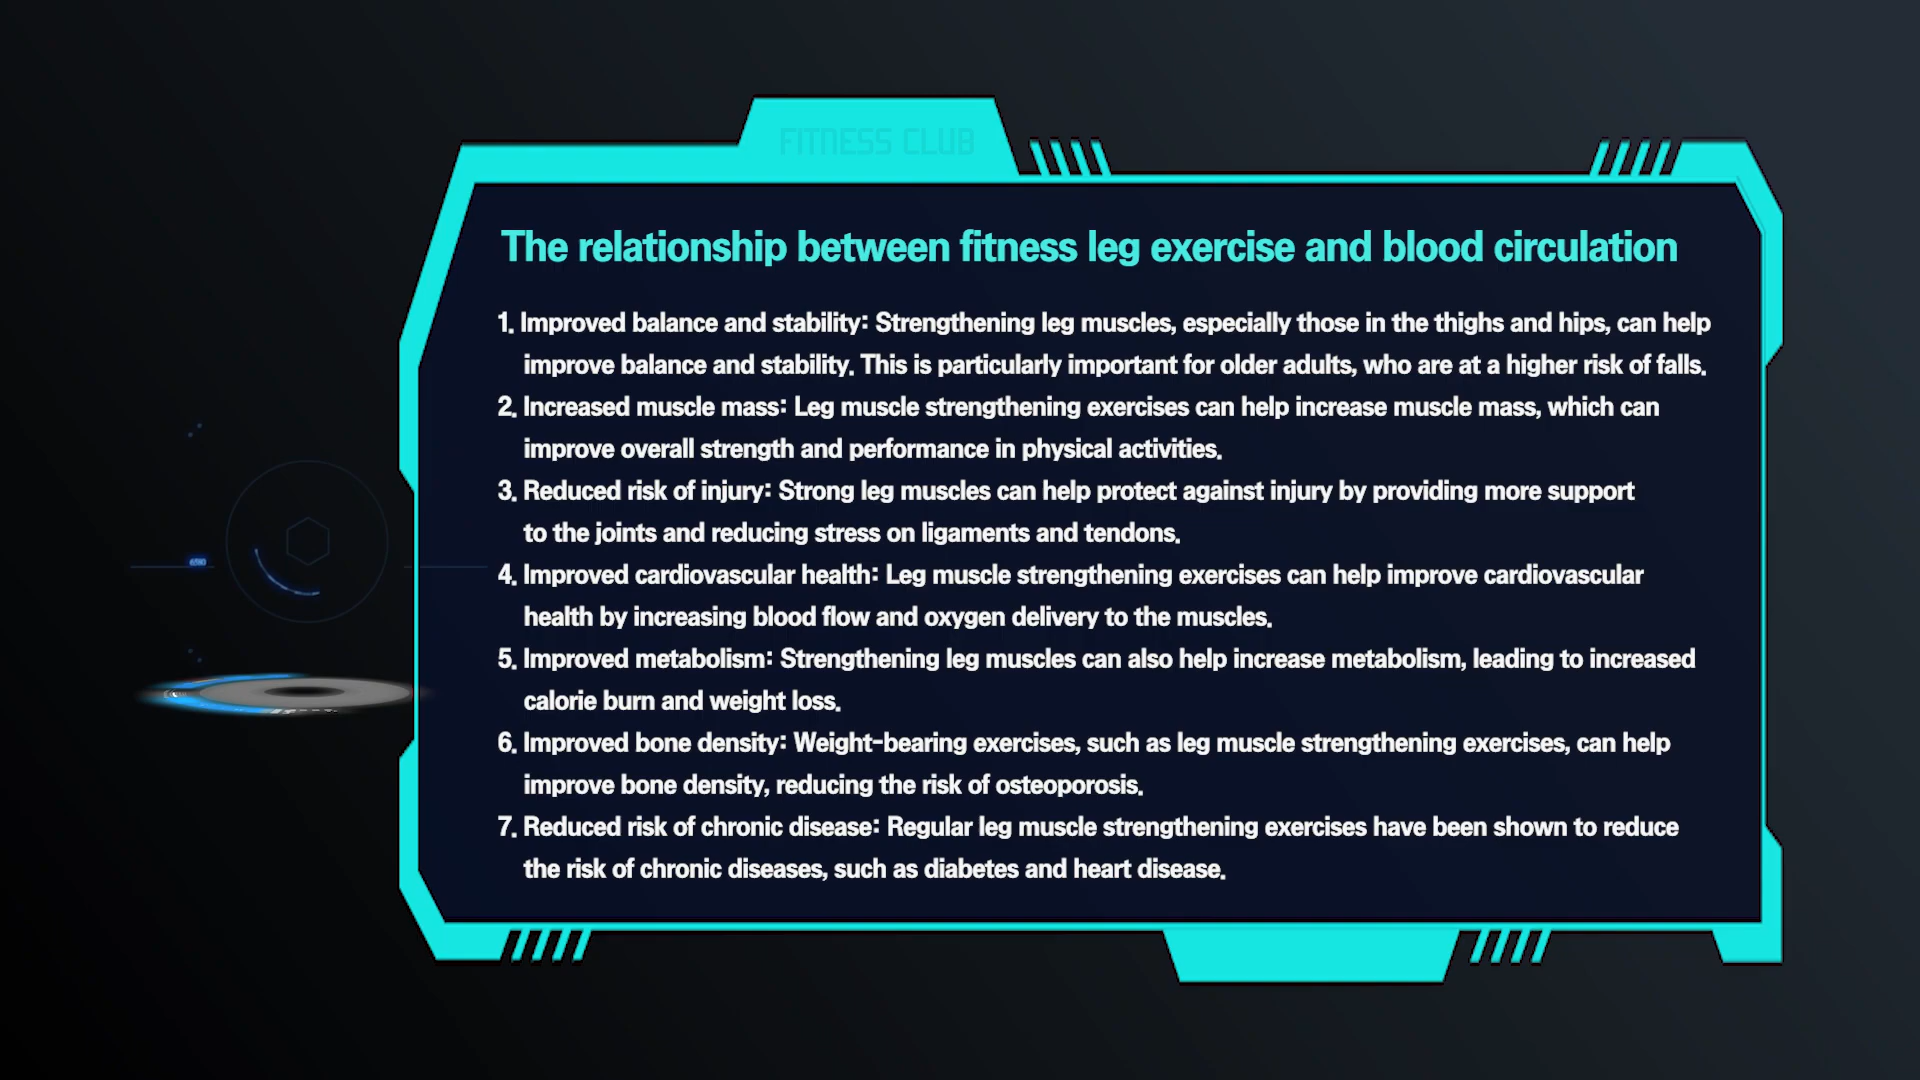 FITNESS CLUB
The relationship between fitness leg exercise and blood circulation
1. Improved balance and stability: Strengthening leg muscles, especially those in the thighs and hips, can help
improve balance and stability. This is particularly important for older adults, who are at a higher risk of falls.
2. Increased muscle mass: Leg muscle strengthening exercises can help increase muscle mass, which can
improve overall strength and performance in physical activities.
3. Reduced risk of injury: Strong leg muscles can help protect against injury by providing more support
to the joints and reducing stress on ligaments and tendons.
4. Improved cardiovascular health: Leg muscle strengthening exercises can help improve cardiovascular
health by increasing blood flow and oxygen delivery to the muscles.
5. Improved metabolism: Strengthening leg muscles can also help increase metabolism, leading to increased
calorie burn and weight loss.
6. Improved bone density: Weight-bearing exercises, such as leg muscle strengthening exercises, can help
improve bone density, reducing the risk of osteoporosis.
7. Reduced risk of chronic disease: Regular leg muscle strengthening exercises have been shown to reduce
the risk of chronic diseases, such as diabetes and heart disease.